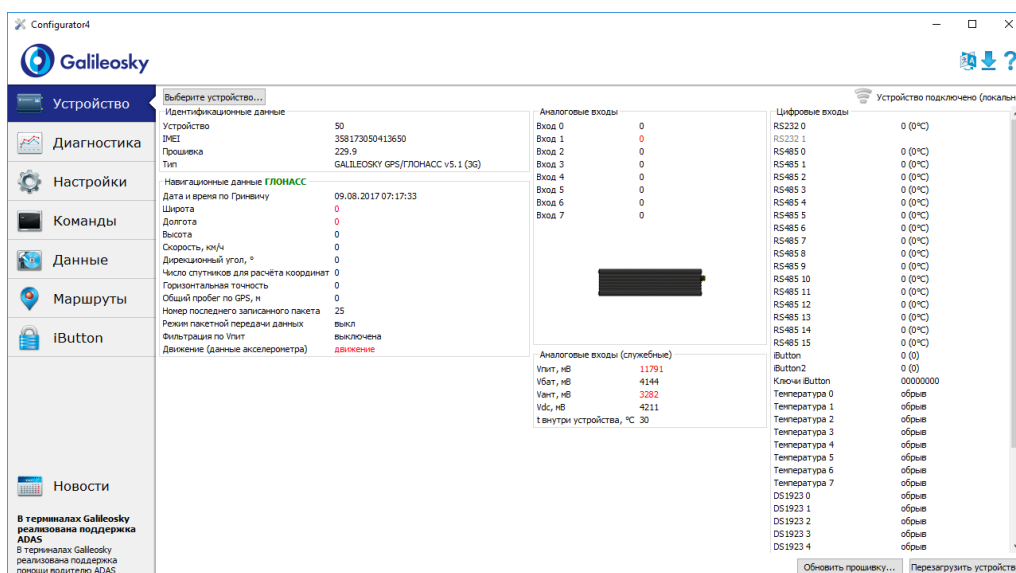 Configurator4
Galileosky
Устройство
Диагностика
Настройки
Команды
Данные
Маршруты
iButton
Новости
В терминалах Galileosky
реализована поддержка
ADAS
В терминалах Galileosky
реализована поддержка
помощи водителю ADAS
Выберите устройство...
Устройство подключено (локальн
Идентификационные данные
Устройство 50
IMEI 358173050413650
Прошивка 229.9
Тип GALILEOSKY GPS/ГЛОНАСС v5.1 (3G)
Навигационные данные ГЛОНАСС
Дата и время по Гринвичу 09.08.2017 07:17:33
Широта 0
Долгота 0
Высота 0
Скорость, км/ч 0
Дирекционный угол, ° 0
Число спутников для расчёта координат 0
Горизонтальная точность 0
Общий пробег по GPS, м 0
Номер последнего записанного пакета 25
Режим пакетной передачи данных выкл
Фильтрация по Vпит выключена
Движение (данные акселерометра) движение
Аналоговые входы
Вход 0 0
Вход 1 0
Вход 2 0
Вход 3 0
Вход 4 0
Вход 5 0
Вход 6 0
Вход 7 0
Аналоговые входы (служебные)
Vпит, мВ 11791
Vбат, мВ 4144
Vант, мВ 3282
Vdc, мВ 4211
t внутри устройства, °C 30
Цифровые входы
RS232 0 0 (0°C)
RS232 1
RS485 0 0 (0°C)
RS485 1 0 (0°C)
RS485 2 0 (0°C)
RS485 3 0 (0°C)
RS485 4 0 (0°C)
RS485 5 0 (0°C)
RS485 6 0 (0°C)
RS485 7 0 (0°C)
RS485 8 0 (0°C)
RS485 9 0 (0°C)
RS485 10 0 (0°C)
RS485 11 0 (0°C)
RS485 12 0 (0°C)
RS485 13 0 (0°C)
RS485 14 0 (0°C)
RS485 15 0 (0°C)
iButton 0 (0)
iButton2 0 (0)
Ключи iButton 00000000
Температура 0 обрыв
Температура 1 обрыв
Температура 2 обрыв
Температура 3 обрыв
Температура 4 обрыв
Температура 5 обрыв
Температура 6 обрыв
Температура 7 обрыв
DS1923 0 обрыв
DS1923 1 обрыв
DS1923 2 обрыв
DS1923 3 обрыв
DS1923 4 обрыв
Обновить прошивку...
Перезагрузить устройств